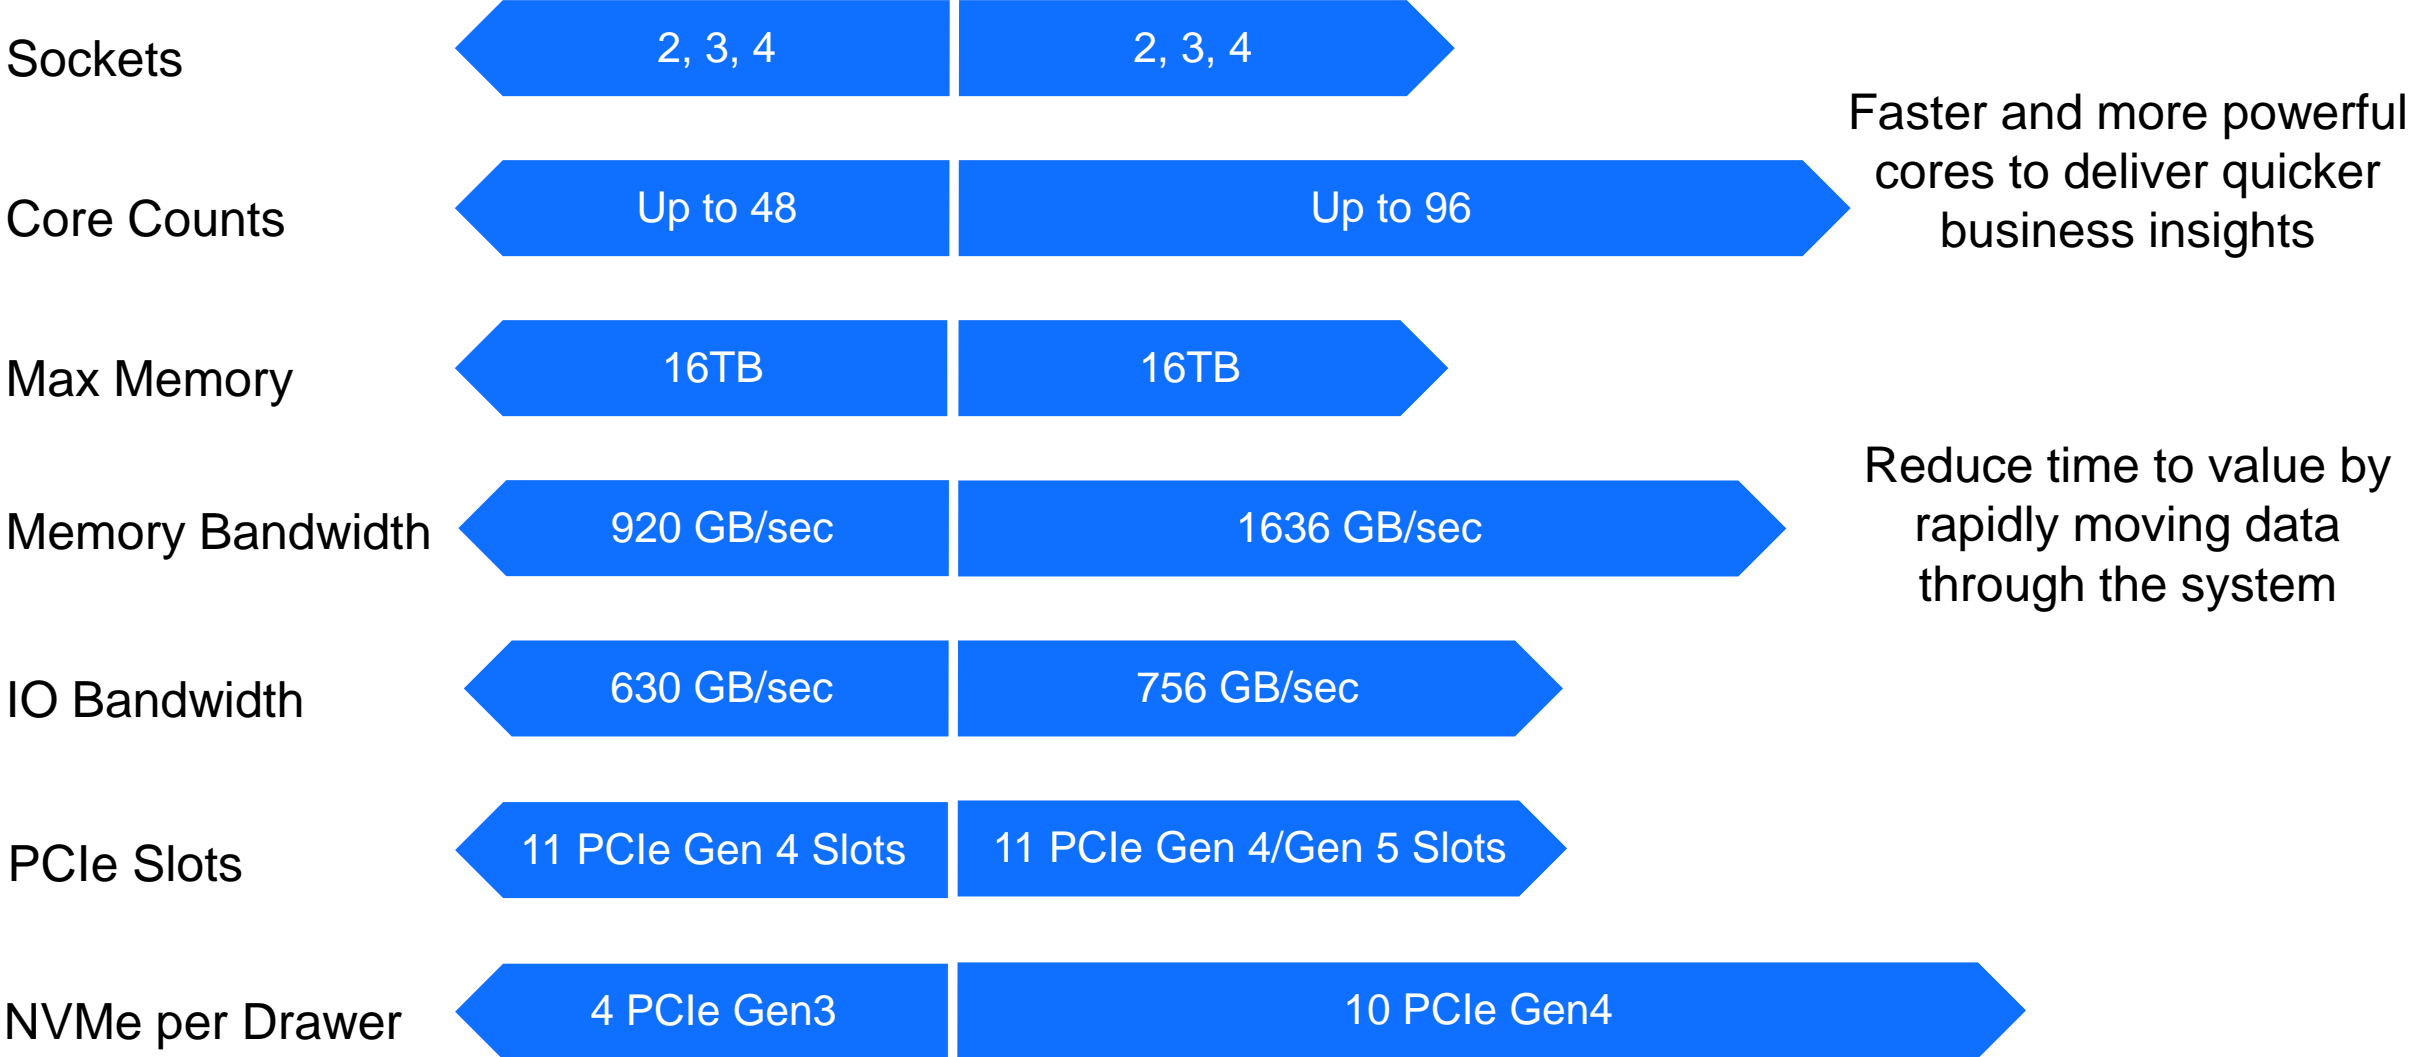 Sockets
2, 3, 4
2, 3, 4
Core Counts
Up to 48
Up to 96
Faster and more powerful
cores to deliver quicker
business insights
Max Memory
16TB
16TB
Memory Bandwidth
920 GB/sec
1636 GB/sec
Reduce time to value by
rapidly moving data
through the system
IO Bandwidth
630 GB/sec
756 GB/sec
PCIe Slots
11 PCIe Gen 4 Slots
11 PCIe Gen 4/Gen 5 Slots
NVMe per Drawer
4 PCIe Gen3
10 PCIe Gen4